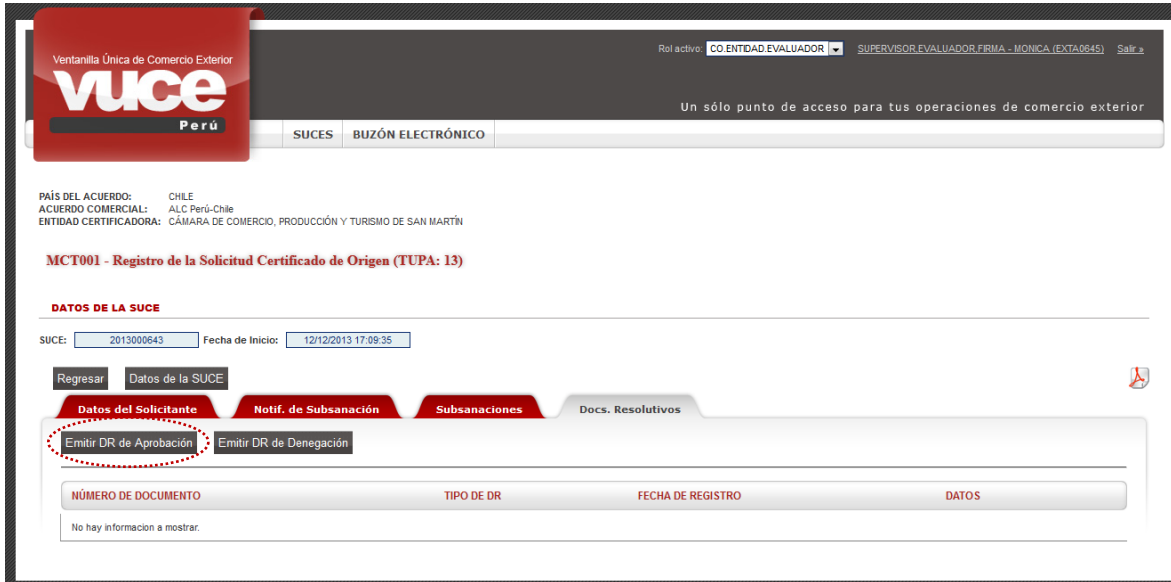 Ventanilla Única de Comercio Exterior
vuce
Perú
Rol activo: CO.ENTIDAD.EVALUADOR SUPERVISOR.EVALUADOR.FIRMA - MONICA (EXTA0645) Salir »
Un sólo punto de acceso para tus operaciones de comercio exterior
SUCES BUZÓN ELECTRÓNICO
PAÍS DEL ACUERDO: CHILE
ACUERDO COMERCIAL: ALC Perú-Chile
ENTIDAD CERTIFICADORA: CÁMARA DE COMERCIO, PRODUCCIÓN Y TURISMO DE SAN MARTÍN
MCT001 - Registro de la Solicitud Certificado de Origen (TUPA: 13)
DATOS DE LA SUCE
SUCE: 2013000643 Fecha de Inicio: 12/12/2013 17:09:35
Regresar Datos de la SUCE
Datos del Solicitante Notif. de Subsanación Subsanaciones Docs. Resolutivos
Emitir DR de Aprobación Emitir DR de Denegación
NÚMERO DE DOCUMENTO TIPO DE DR FECHA DE REGISTRO DATOS
No hay informacion a mostrar.